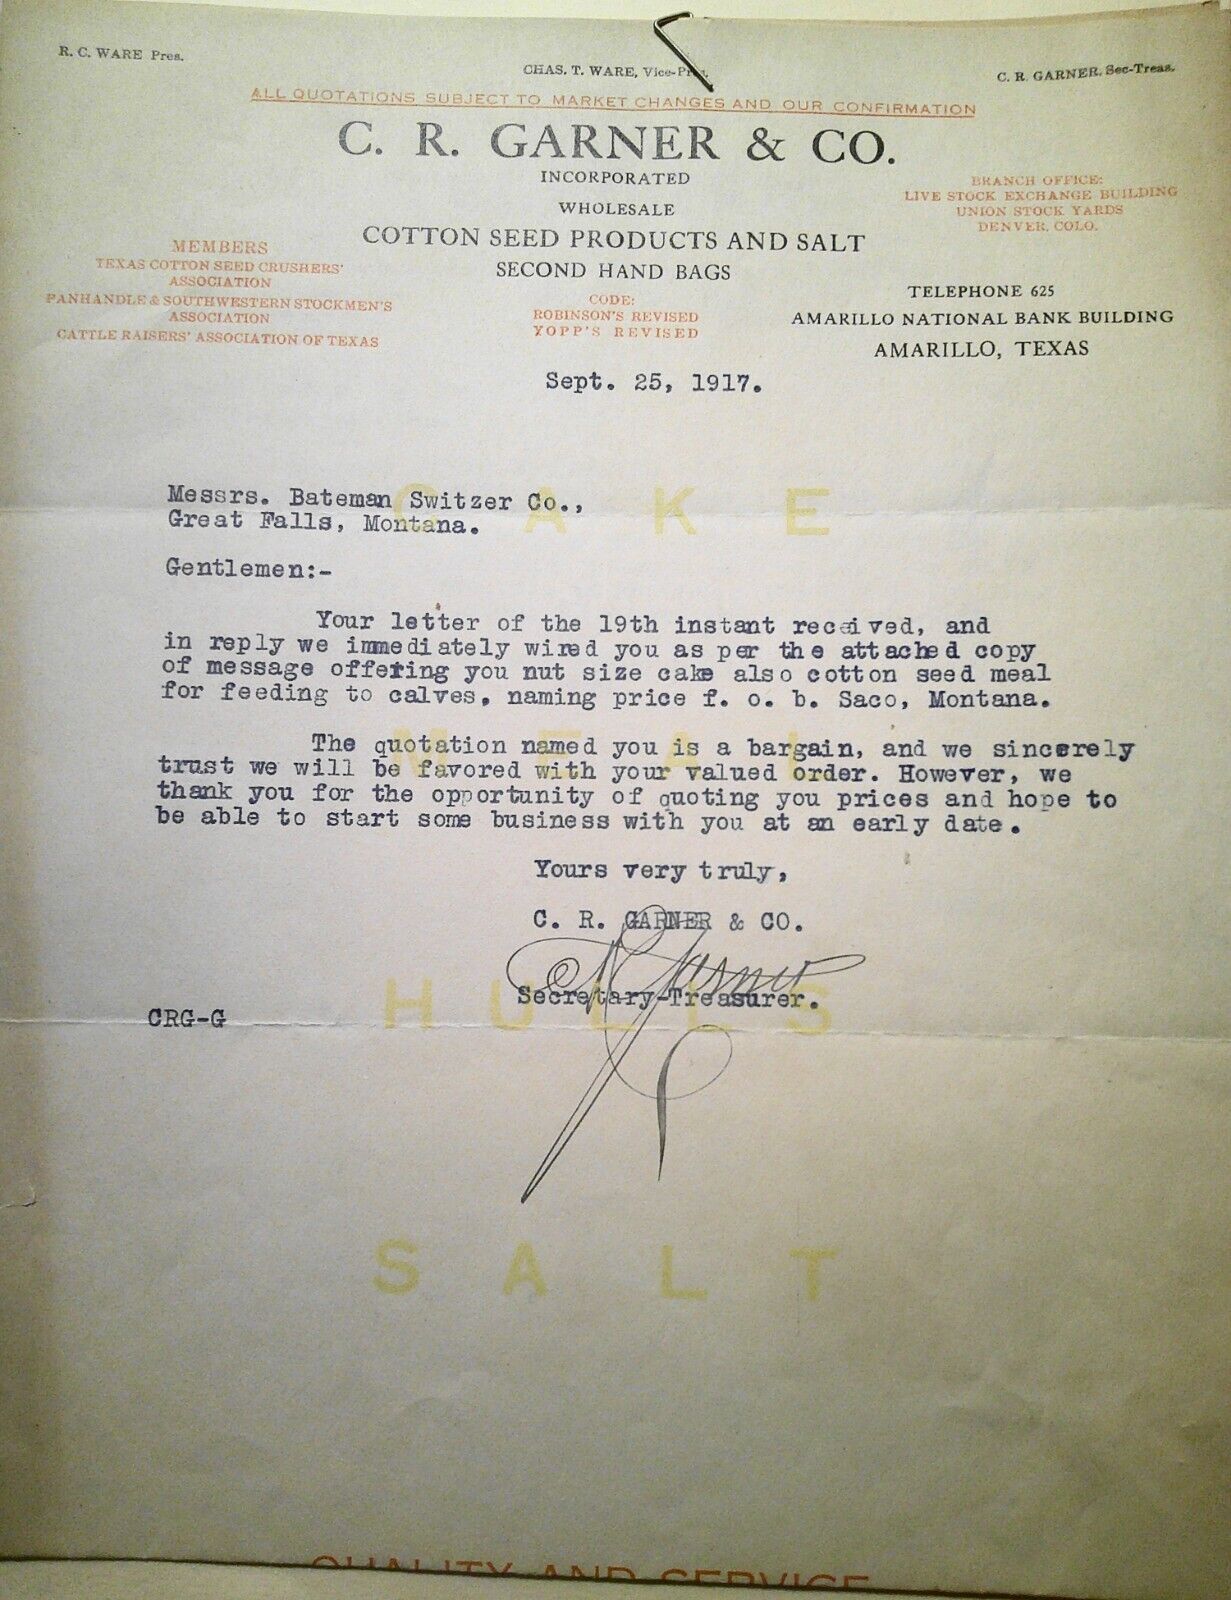 R. C. WARE Pres.
CHAS. T. WARE, Vice-Pres.
C. R. GARNER, Sec-Treas.
ALL QUOTATIONS SUBJECT TO MARKET CHANGES AND OUR CONFIRMATION
C. R. GARNER & CO.
INCORPORATED
WHOLESALE
COTTON SEED PRODUCTS AND SALT
SECOND HAND BAGS
MEMBERS
TEXAS COTTON SEED CRUSHERS'
ASSOCIATION
PANHANDLE & SOUTHWESTERN STOCKMEN'S
ASSOCIATION
CATTLE RAISERS' ASSOCIATION OF TEXAS
CODE:
ROBINSON'S REVISED
YOPP'S REVISED
BRANCH OFFICE:
LIVE STOCK EXCHANGE BUILDING
UNION STOCK YARDS
DENVER, COLO.
TELEPHONE 625
AMARILLO NATIONAL BANK BUILDING
AMARILLO, TEXAS
Sept. 25, 1917.
Messrs. Bateman Switzer Co.,
Great Falls, Montana.
CAKE
Gentlemen:-
Your letter of the 19th instant received, and
in reply we immediately wired you as per the attached copy
of message offering you nut size cake also cotton seed meal
for feeding to calves, naming price f. o. b. Saco, Montana.
MEAL
The quotation named you is a bargain, and we sincerely
trust we will be favored with your valued order. However, we
thank you for the opportunity of quoting you prices and hope to
be able to start some business with you at an early date.
Yours very truly,
C. R. GARNER & CO.
C R Garner
Secretary-Treasurer.
HULLS
CRG-G
SALT
QUALITY AND SERVICE